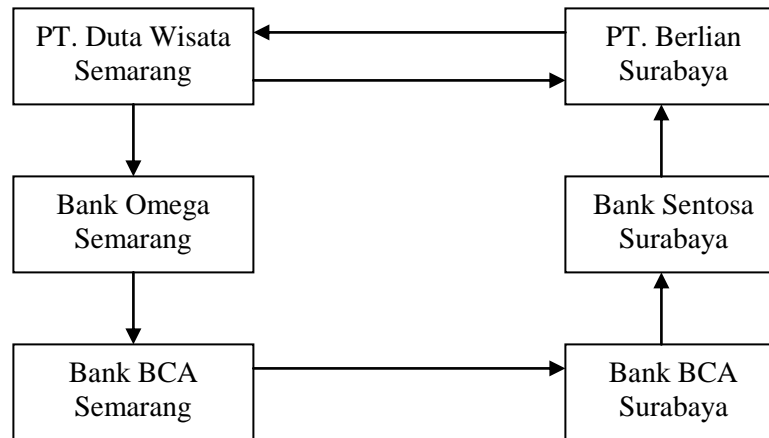 PT. Duta Wisata
Semarang
PT. Berlian
Surabaya
Bank Omega
Semarang
Bank Sentosa
Surabaya
Bank BCA
Semarang
Bank BCA
Surabaya